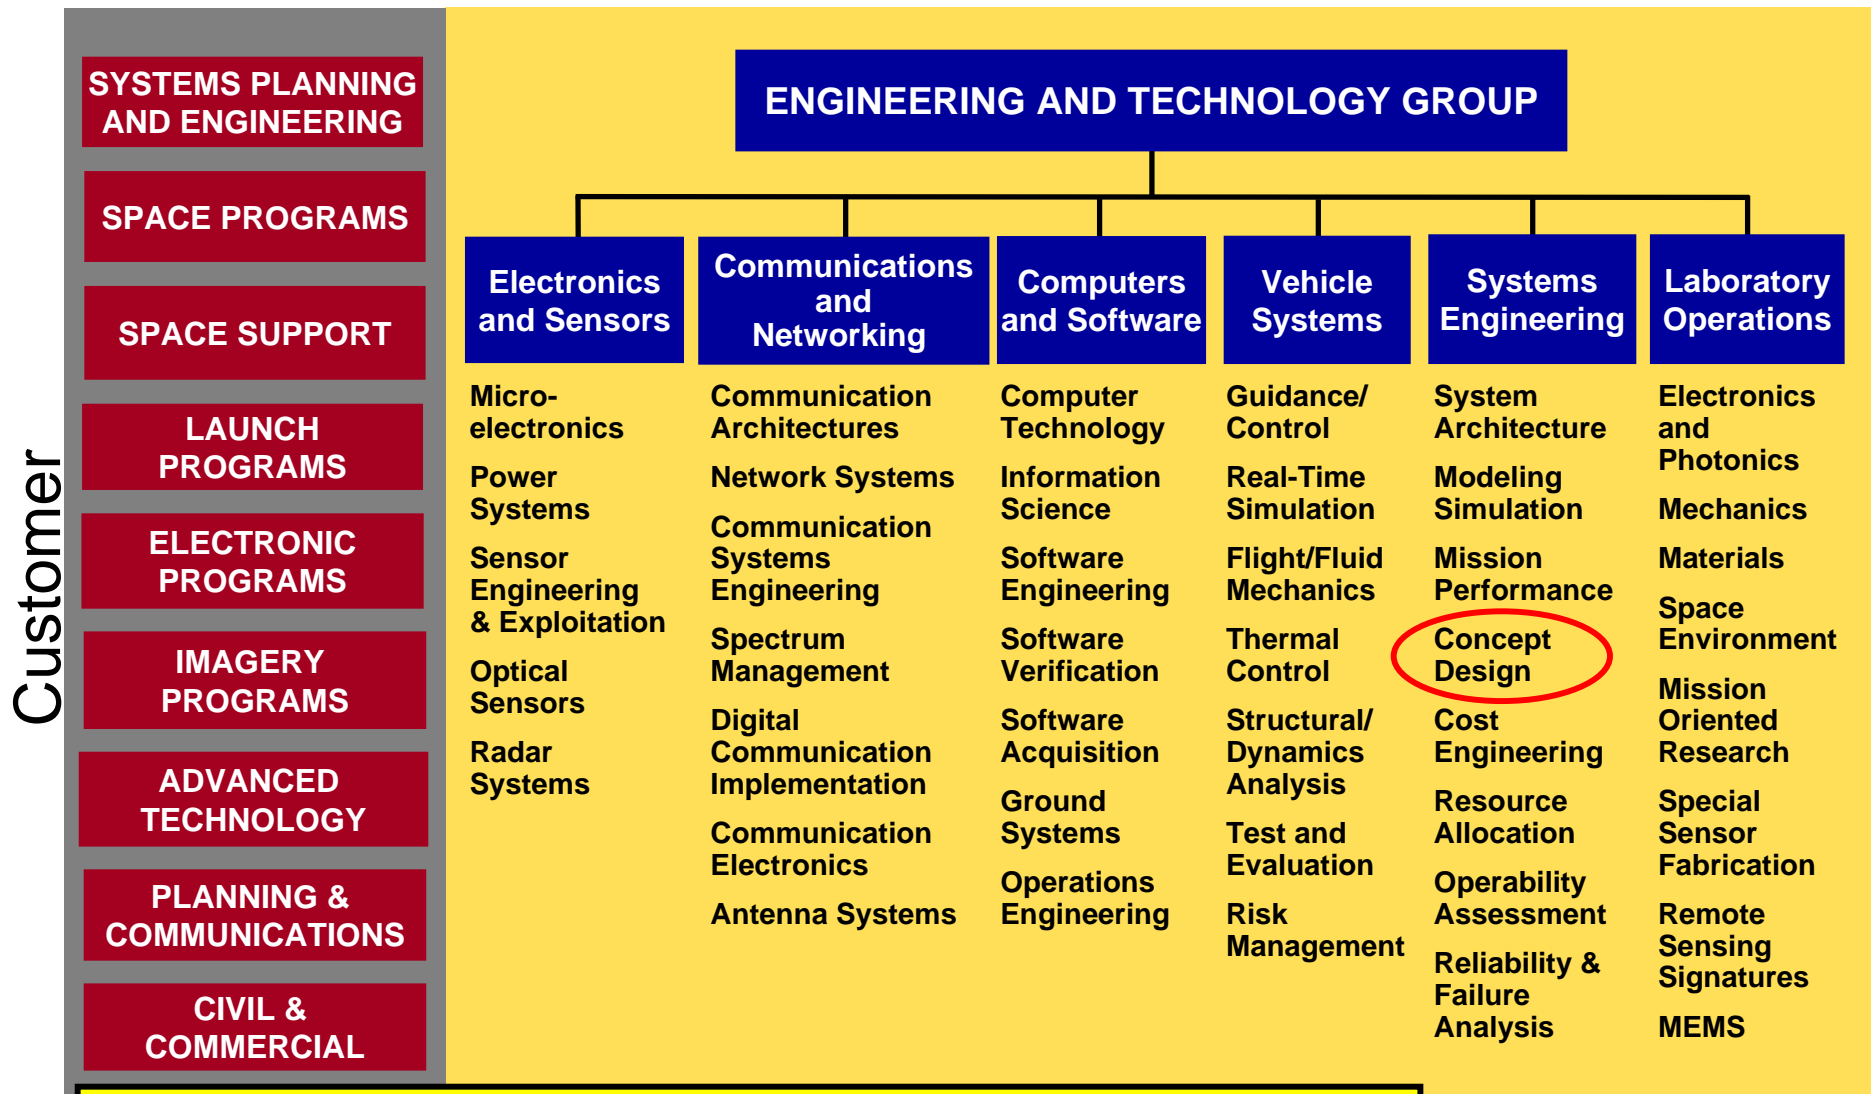 Customer
SYSTEMS PLANNING
AND ENGINEERING
SPACE PROGRAMS
SPACE SUPPORT
LAUNCH
PROGRAMS
ELECTRONIC
PROGRAMS
IMAGERY
PROGRAMS
ADVANCED
TECHNOLOGY
PLANNING &
COMMUNICATIONS
CIVIL &
COMMERCIAL
ENGINEERING AND TECHNOLOGY GROUP
Electronics
and Sensors
Micro-
electronics
Power
Systems
Sensor
Engineering
& Exploitation
Optical
Sensors
Radar
Systems
Communications
and
Networking
Communication
Architectures
Network Systems
Communication
Systems
Engineering
Spectrum
Management
Digital
Communication
Implementation
Communication
Electronics
Antenna Systems
Computers
and Software
Computer
Technology
Information
Science
Software
Engineering
Software
Verification
Software
Acquisition
Ground
Systems
Operations
Engineering
Vehicle
Systems
Guidance/
Control
Real-Time
Simulation
Flight/Fluid
Mechanics
Thermal
Control
Structural/
Dynamics
Analysis
Test and
Evaluation
Risk
Management
Systems
Engineering
System
Architecture
Modeling
Simulation
Mission
Performance
Concept
Design
Cost
Engineering
Resource
Allocation
Operability
Assessment
Reliability &
Failure
Analysis
Laboratory
Operations
Electronics
and
Photonics
Mechanics
Materials
Space
Environment
Mission
Oriented
Research
Special
Sensor
Fabrication
Remote
Sensing
Signatures
MEMS